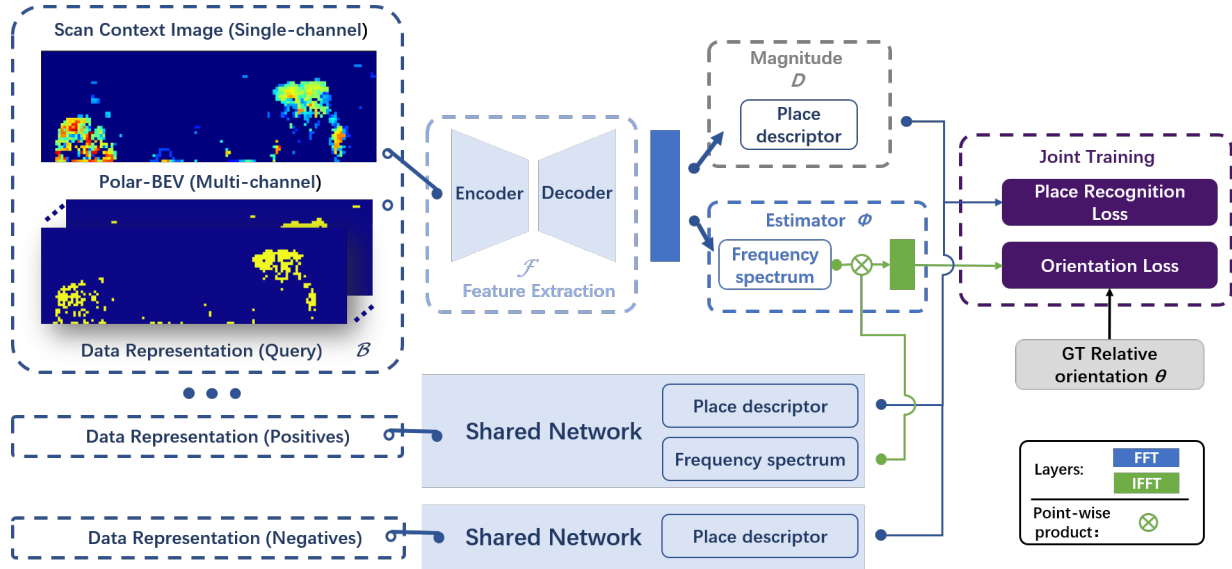 Scan Context Image (Single-channel)
Polar-BEV (Multi-channel)
Data Representation (Query) ℬ
Encoder
Decoder
ℱ
Feature Extraction
Magnitude
D
Place
descriptor
Estimator Φ
Frequency
spectrum
Joint Training
Place Recognition
Loss
Orientation Loss
GT Relative
orientation θ
Data Representation (Positives)
Shared Network
Place descriptor
Frequency spectrum
Data Representation (Negatives)
Shared Network
Place descriptor
Layers:
FFT
IFFT
Point-wise
product: